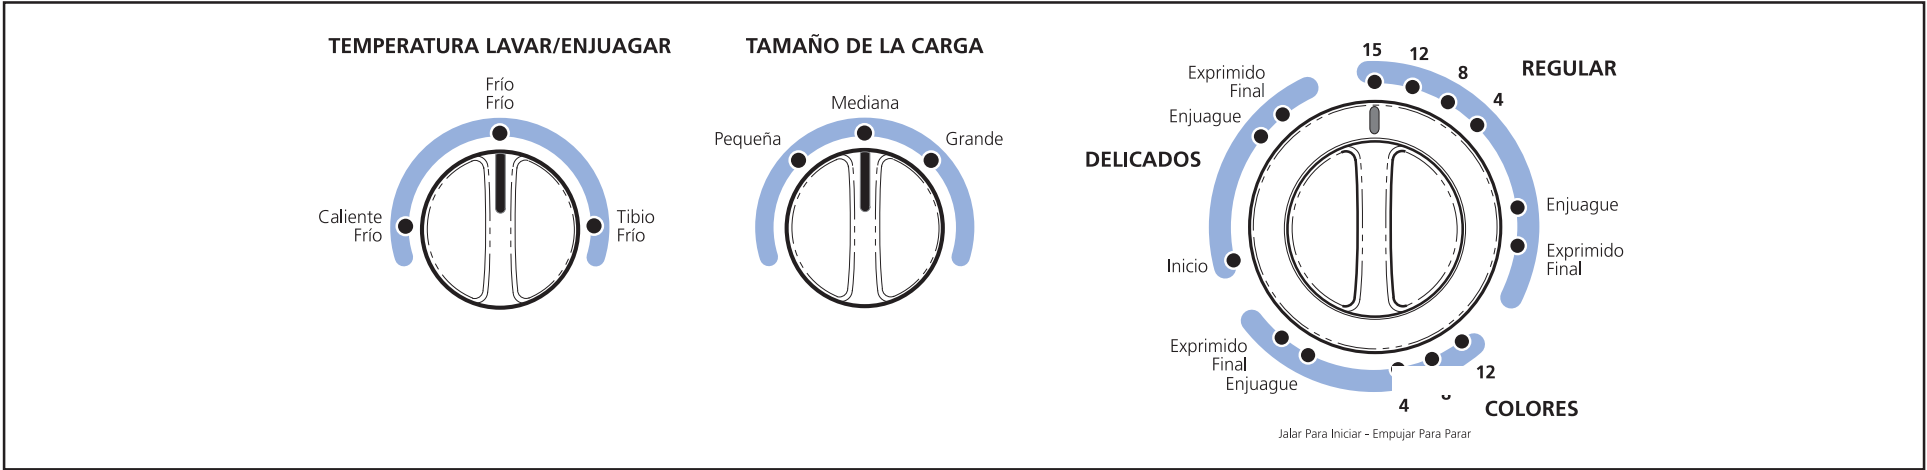 TEMPERATURA LAVAR/ENJUAGAR
Frío
Frío
Caliente
Frío
Tibio
Frío
TAMAÑO DE LA CARGA
Pequeña
Mediana
Grande
15
12
8
4
REGULAR
Enjuague
Exprimido
Final
12
4
COLORES
Enjuague
Exprimido
Final
DELICADOS
Inicio
Enjuague
Exprimido
Final
Jalar Para Iniciar – Empujar Para Parar